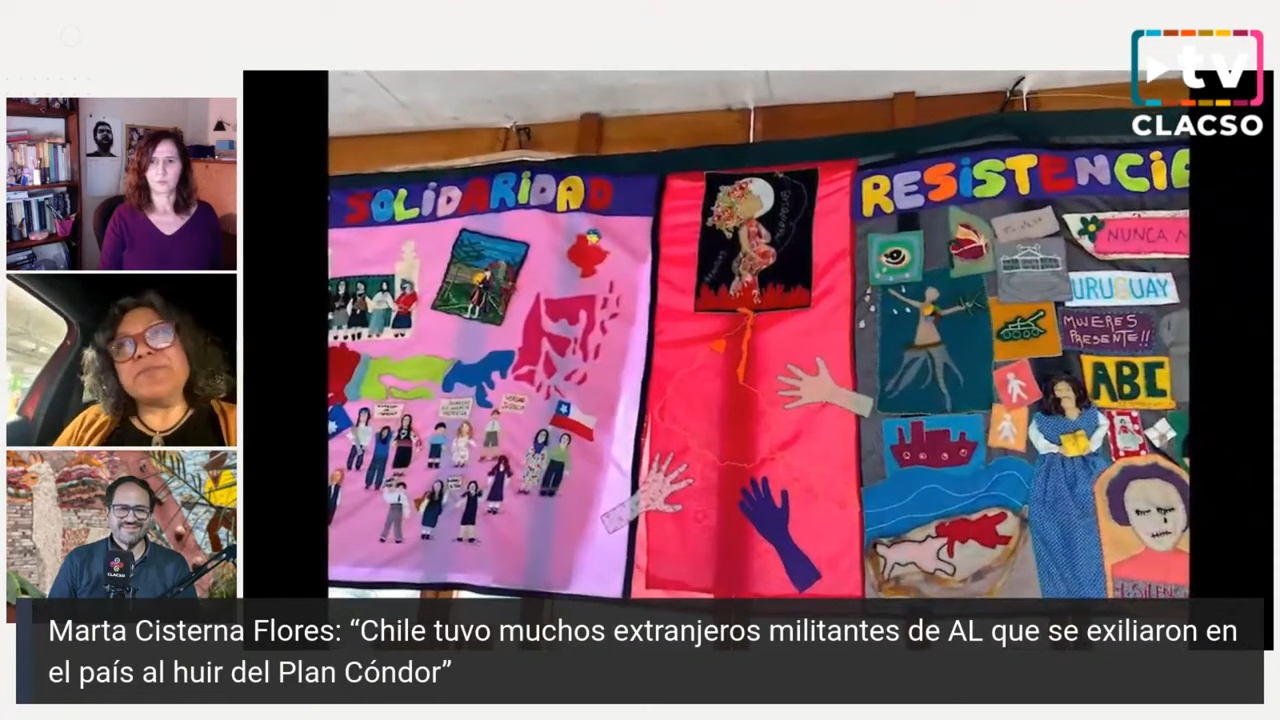 tv
CLACSO
SOLIDARIDAD
RESISTENCIA
NUNCA M
URUGUAY
MUJERES
PRESENTE!!
ABC
CLACSO
Marta Cisterna Flores: “Chile tuvo muchos extranjeros militantes de AL que se exiliaron en
el país al huir del Plan Cóndor”